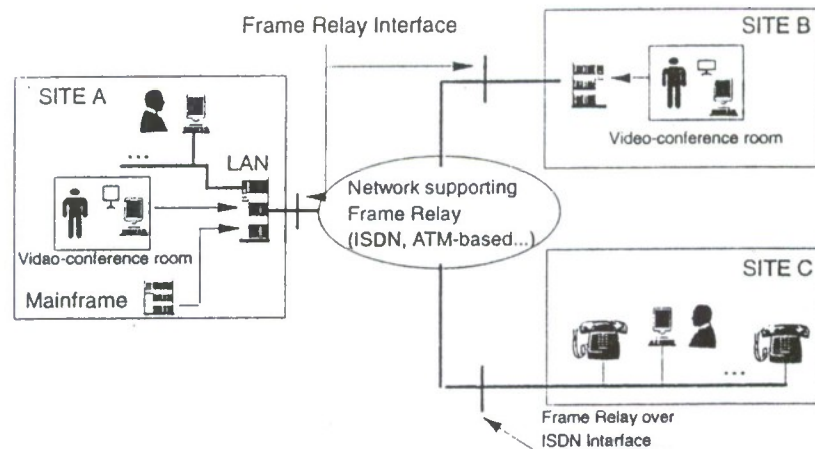 Frame Relay Interface
SITE B
SITE A
Video-conference room
LAN
Network supporting
Frame Relay
(ISDN, ATM-based...)
Video-conference room
Mainframe
SITE C
Frame Relay over
ISDN Interface